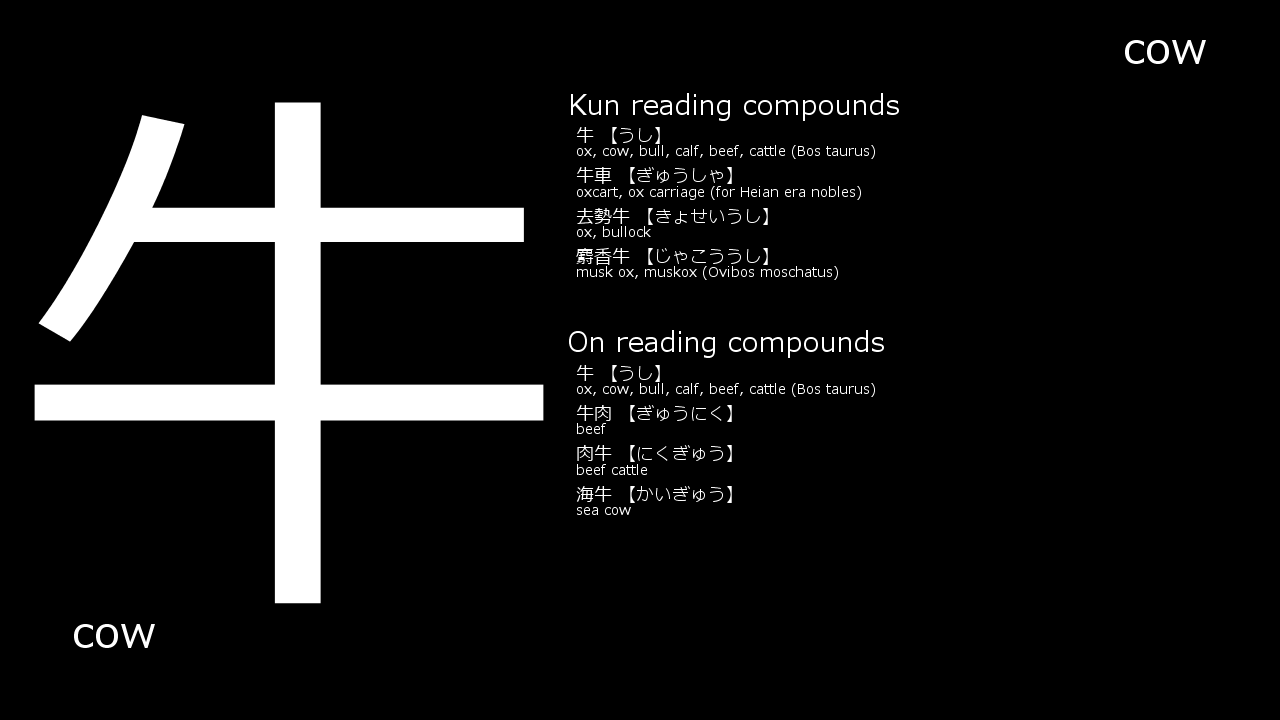 cow
牛
Kun reading compounds
牛 【うし】
ox, cow, bull, calf, beef, cattle (Bos taurus)
牛車 【ぎゅうしゃ】
oxcart, ox carriage (for Heian era nobles)
去勢牛 【きょせいうし】
ox, bullock
麝香牛 【じゃこううし】
musk ox, muskox (Ovibos moschatus)
On reading compounds
牛 【うし】
ox, cow, bull, calf, beef, cattle (Bos taurus)
牛肉 【ぎゅうにく】
beef
肉牛 【にくぎゅう】
beef cattle
海牛 【かいぎゅう】
sea cow
cow